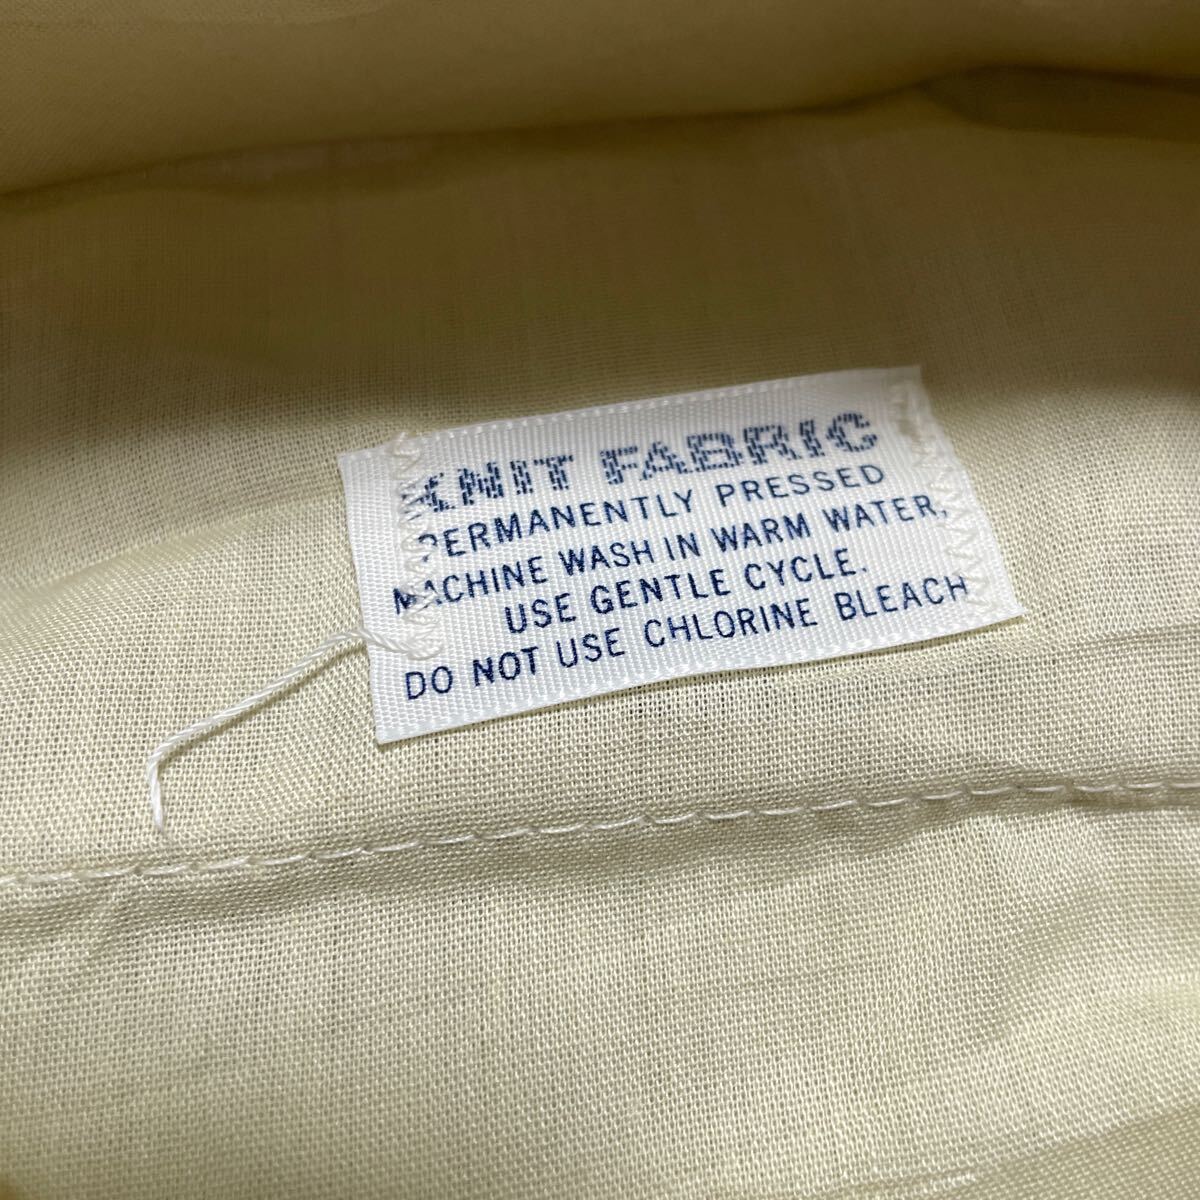 KNIT FABRIC
PERMANENTLY PRESSED
MACHINE WASH IN WARM WATER,
USE GENTLE CYCLE.
DO NOT USE CHLORINE BLEACH